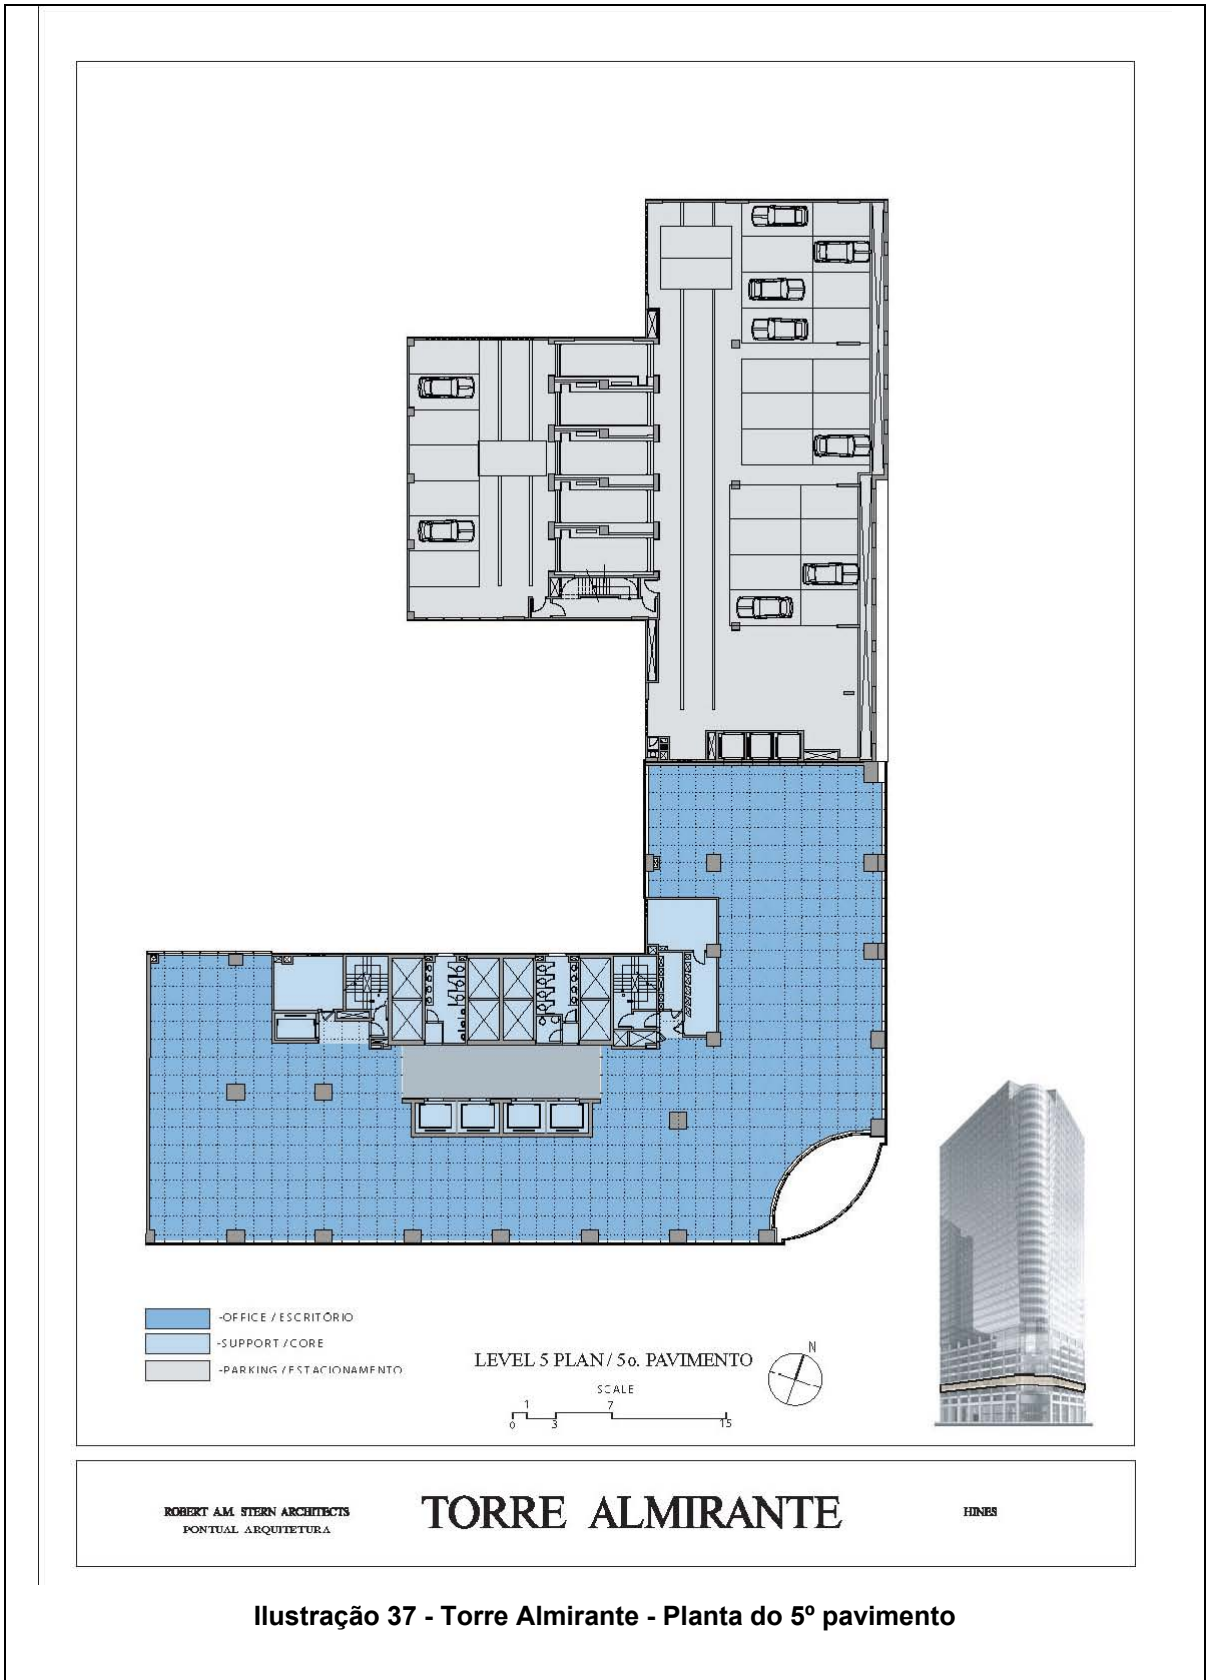 -OFFICE / ESCRITÓRIO
-SUPPORT / CORE
-PARKING / ESTACIONAMENTO
LEVEL 5 PLAN / 5o. PAVIMENTO
N
SCALE
1 7
0 3 15
ROBERT A.M. STERN ARCHITECTS
PONTUAL ARQUITETURA
TORRE ALMIRANTE
HINES
Ilustração 37 - Torre Almirante - Planta do 5º pavimento